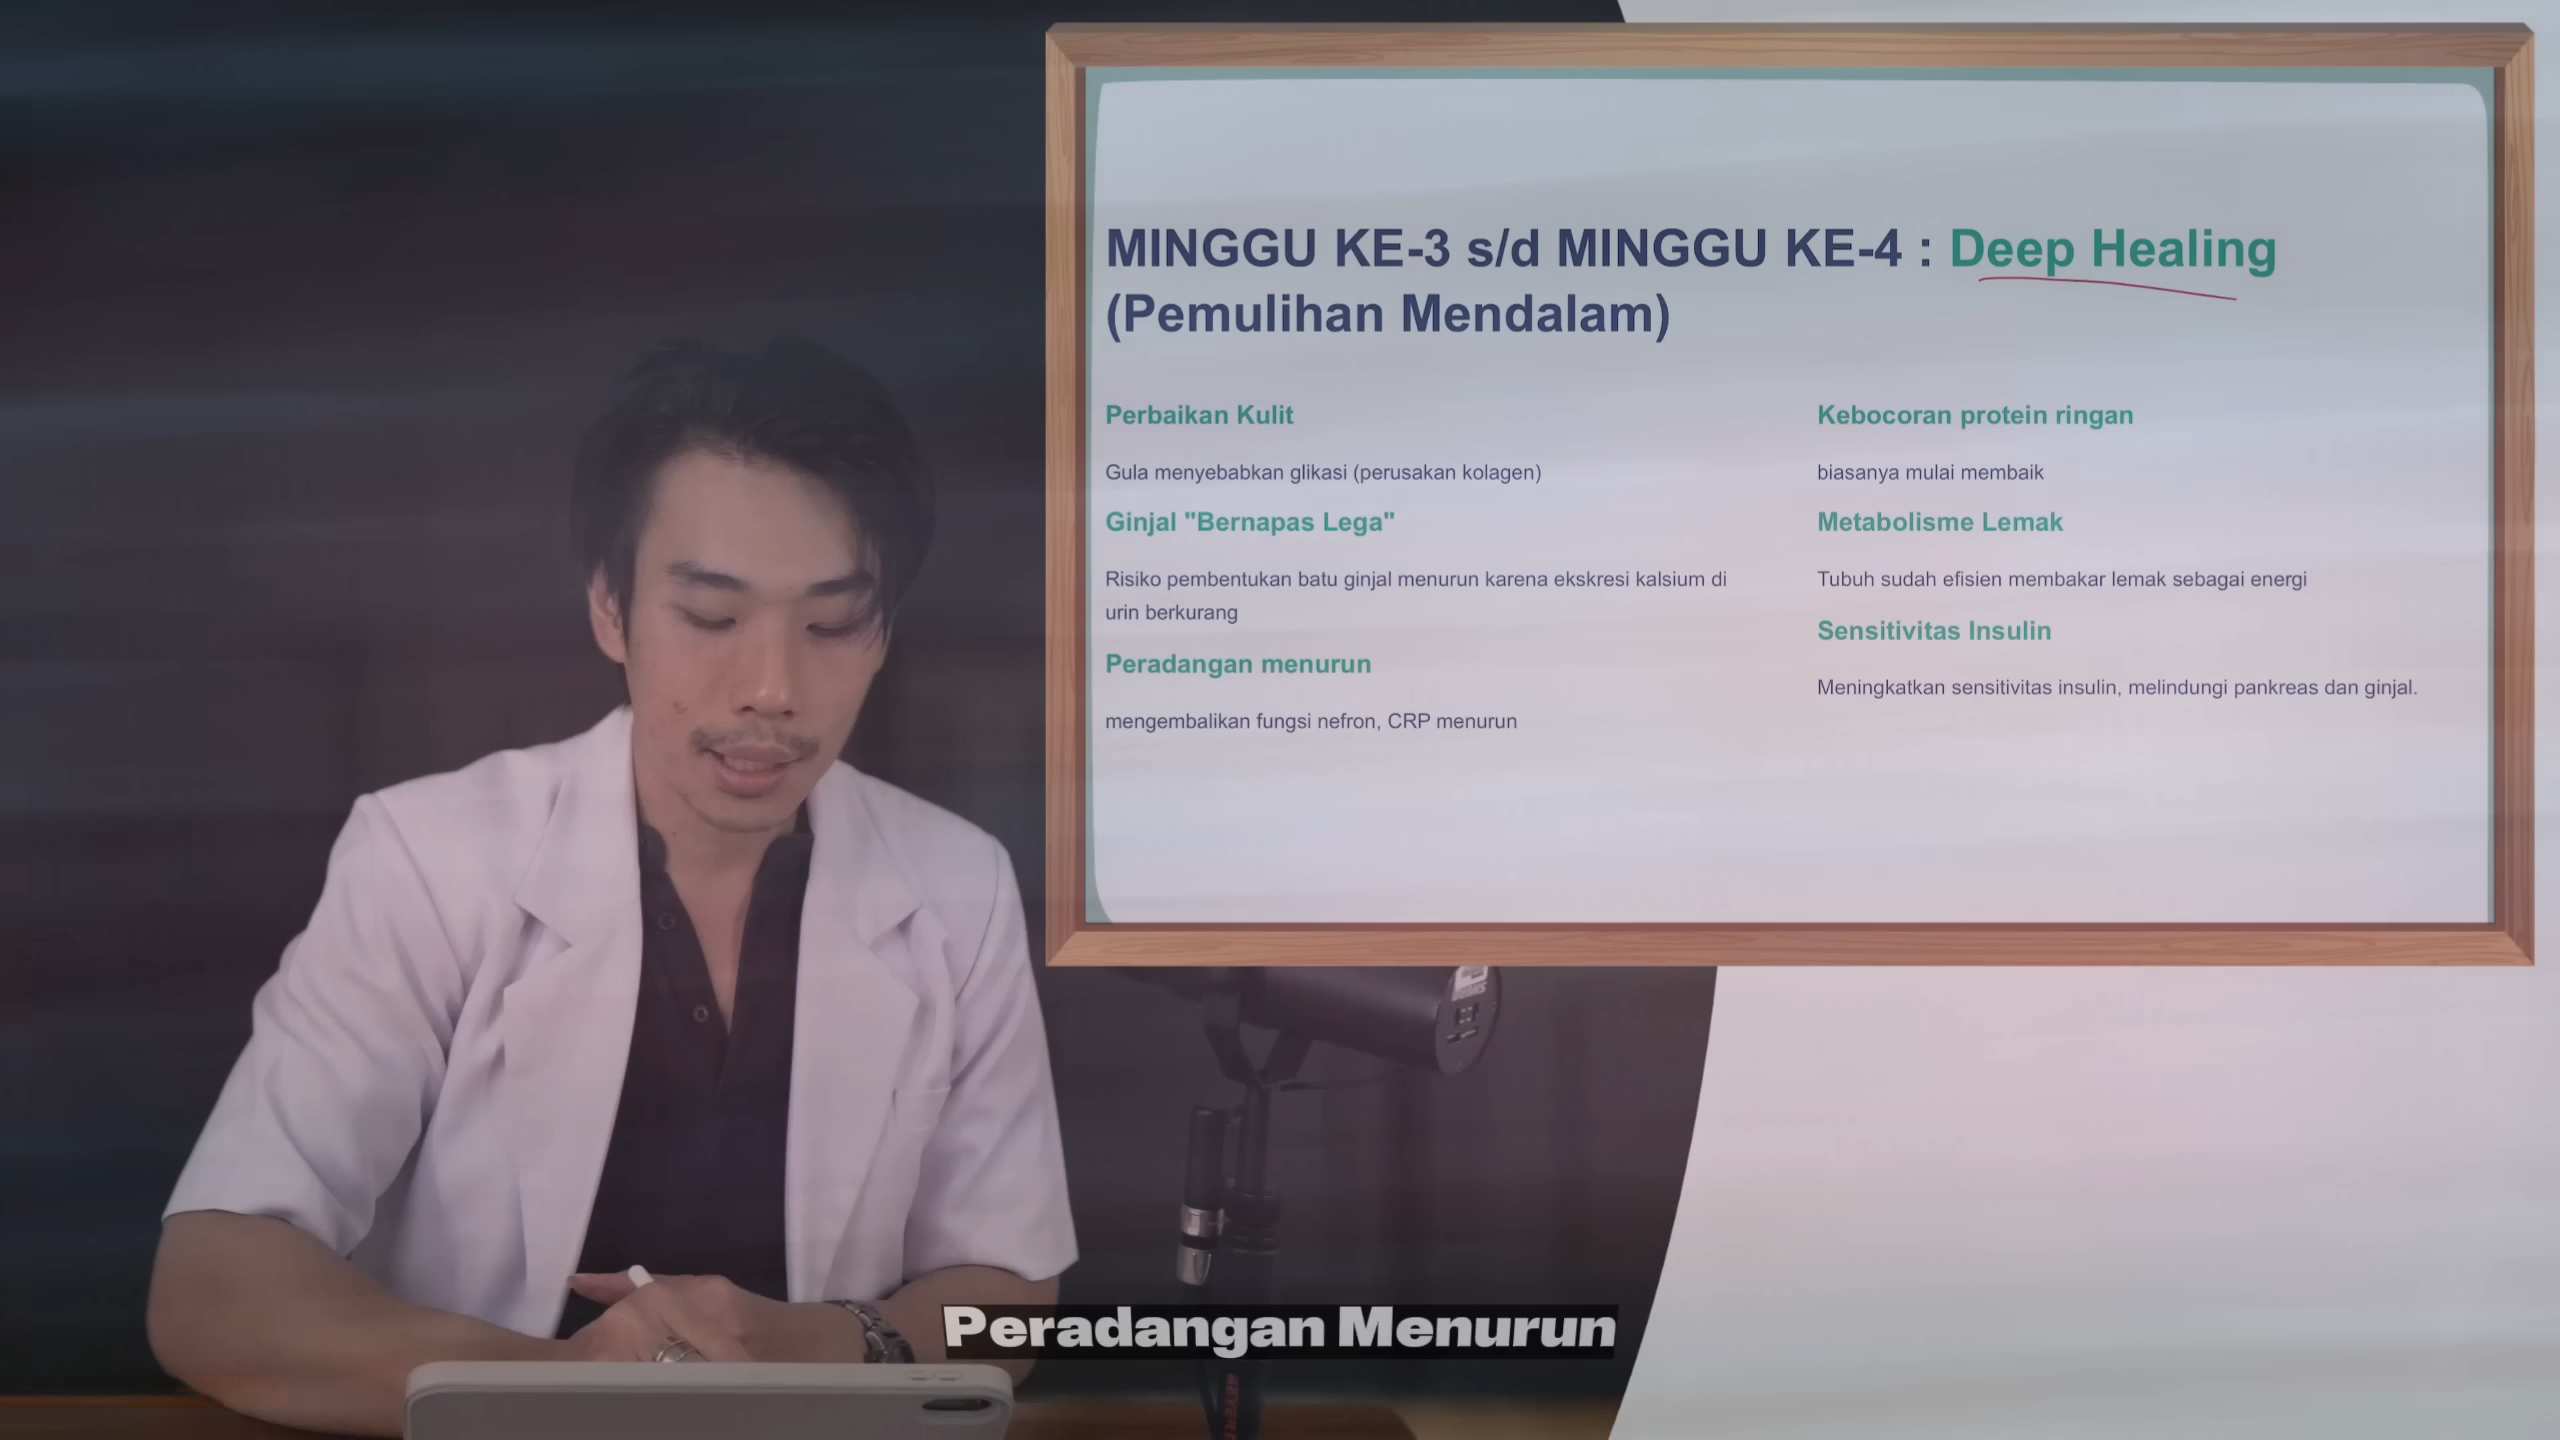 MINGGU KE-3 s/d MINGGU KE-4 : Deep Healing
(Pemulihan Mendalam)
Perbaikan Kulit
Gula menyebabkan glikasi (perusakan kolagen)
Ginjal "Bernapas Lega"
Risiko pembentukan batu ginjal menurun karena ekskresi kalsium di
urin berkurang
Peradangan menurun
mengembalikan fungsi nefron, CRP menurun
Kebocoran protein ringan
biasanya mulai membaik
Metabolisme Lemak
Tubuh sudah efisien membakar lemak sebagai energi
Sensitivitas Insulin
Meningkatkan sensitivitas insulin, melindungi pankreas dan ginjal.
Peradangan Menurun